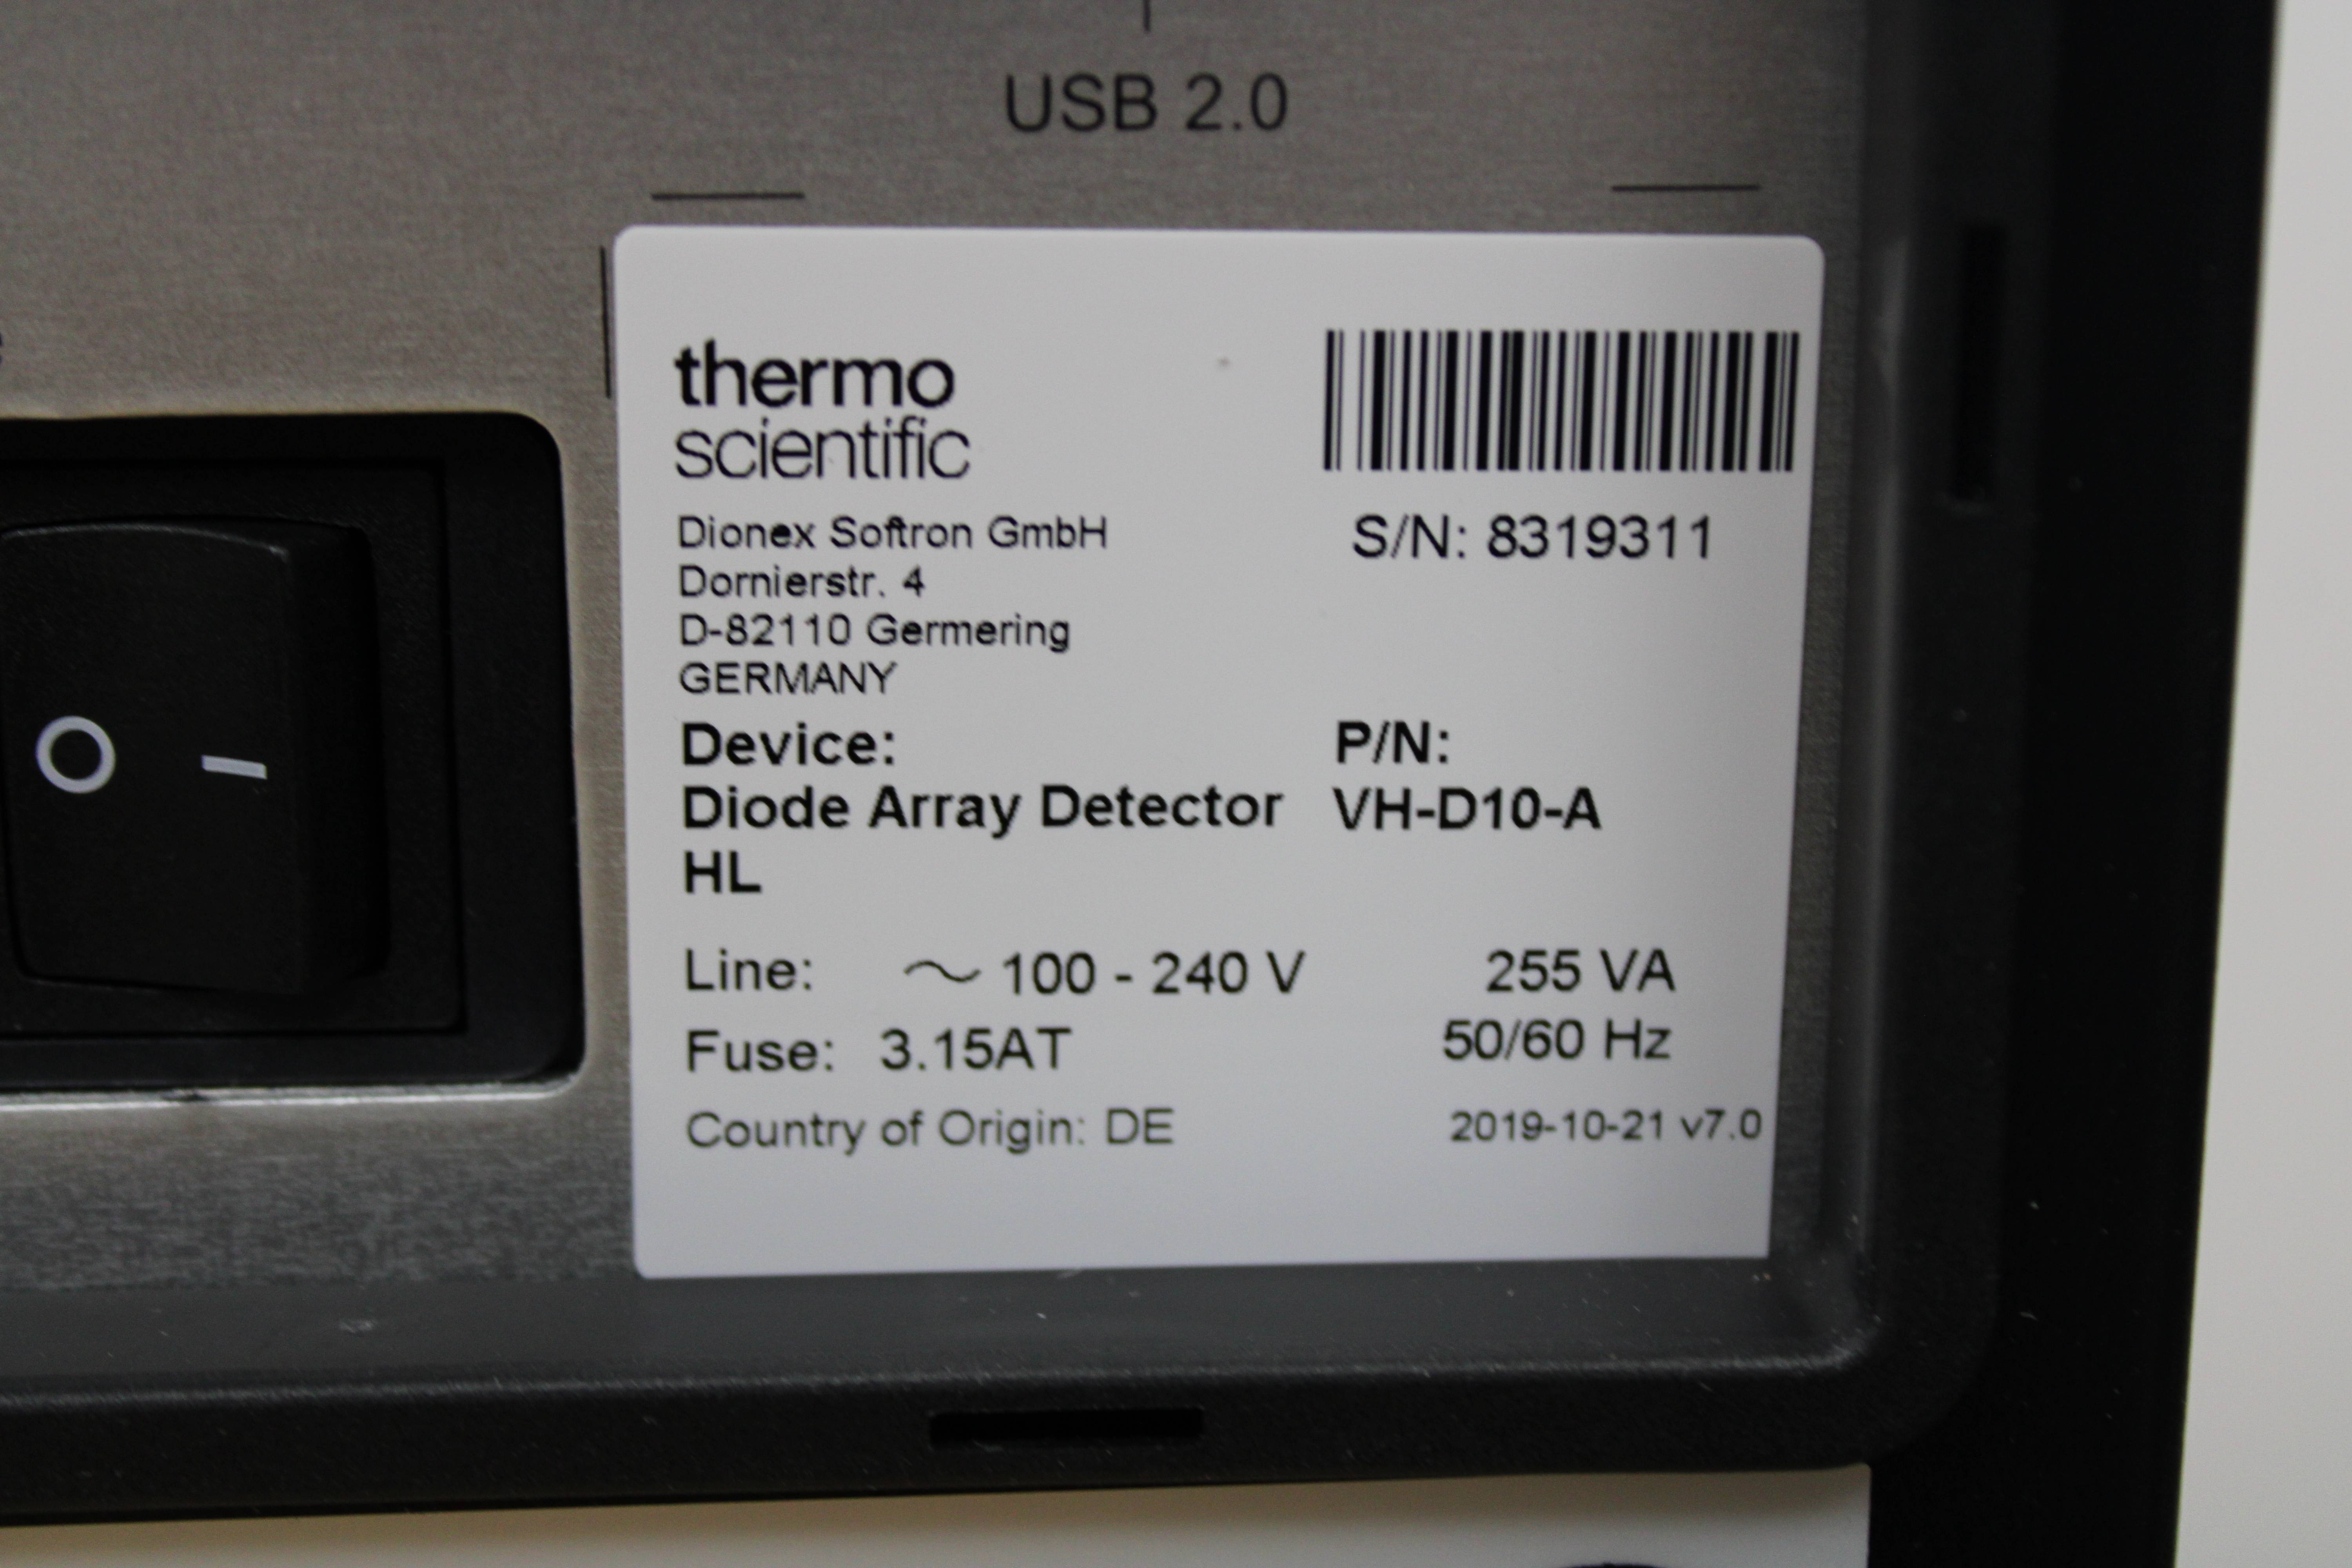 USB 2.0
thermo
scientific
S/N: 8319311
Dionex Softron GmbH
Dornierstr. 4
D-82110 Germering
GERMANY
Device: P/N:
Diode Array Detector VH-D10-A
HL
Line: ～ 100 - 240 V 255 VA
Fuse: 3.15AT 50/60 Hz
Country of Origin: DE 2019-10-21 v7.0